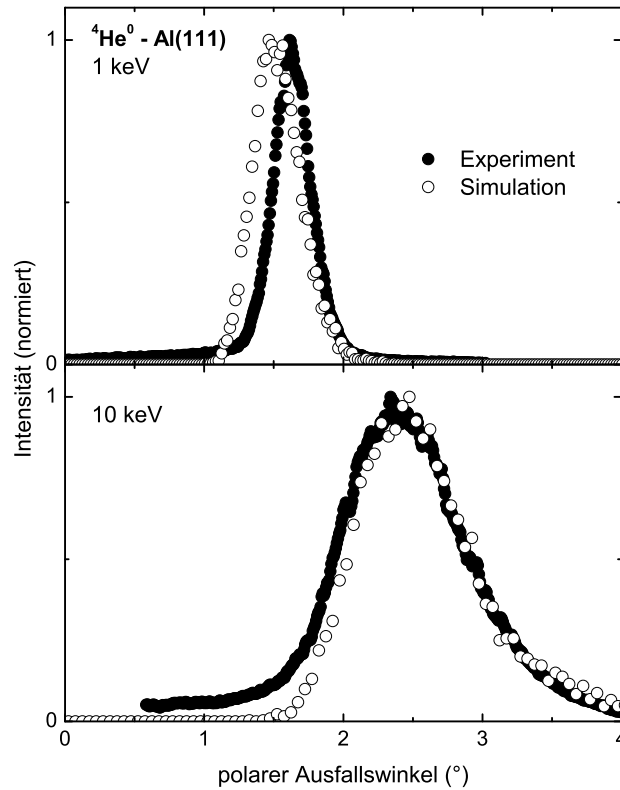 ⁴He⁰ - Al(111)
1 keV
Experiment
Simulation
1
0
10 keV
1
0
0 1 2 3 4
Intensität (normiert)
polarer Ausfallswinkel (°)